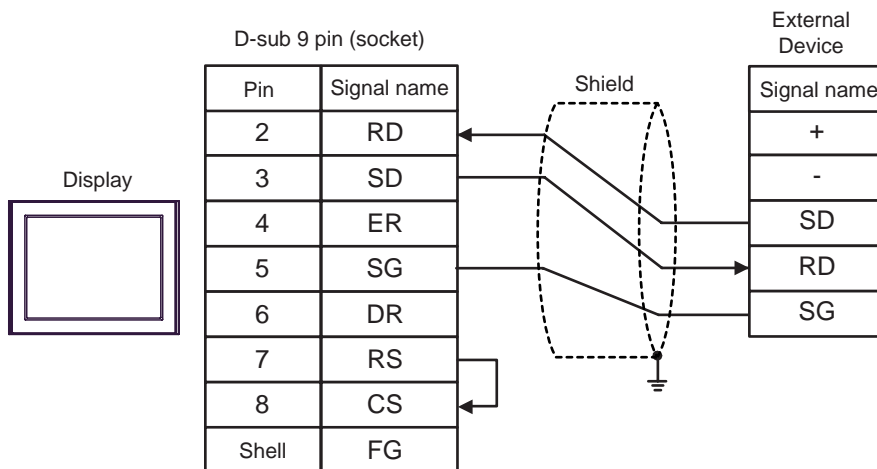 External
Device
D-sub 9 pin (socket)
Pin Signal name Shield Signal name
2 RD +
3 SD -
Display
4 ER SD
5 SG RD
6 DR SG
7 RS
8 CS
Shell FG